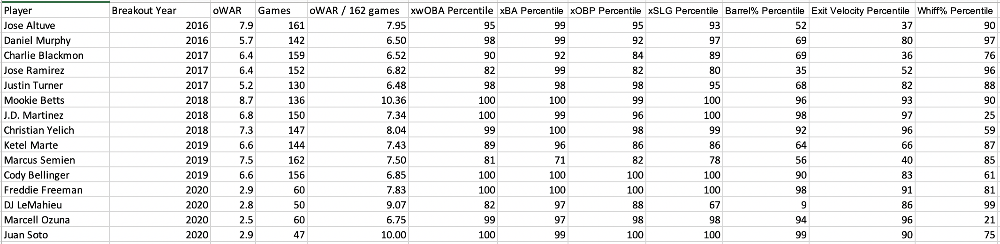 Player Breakout Year oWAR Games oWAR / 162 games xwOBA Percentile xBA Percentile xOBP Percentile xSLG Percentile Barrel% Percentile Exit Velocity Percentile Whiff% Percentile
Jose Altuve 2016 7.9 161 7.95 95 99 95 93 52 37 90
Daniel Murphy 2016 5.7 142 6.50 98 99 92 97 69 80 97
Charlie Blackmon 2017 6.4 159 6.52 90 92 84 89 69 36 76
Jose Ramirez 2017 6.4 152 6.82 82 99 82 80 35 52 96
Justin Turner 2017 5.2 130 6.48 98 98 98 95 68 82 88
Mookie Betts 2018 8.7 136 10.36 100 100 99 100 96 93 90
J.D. Martinez 2018 6.8 150 7.34 100 99 96 100 98 97 25
Christian Yelich 2018 7.3 147 8.04 99 100 98 99 92 96 59
Ketel Marte 2019 6.6 144 7.43 89 96 86 86 64 66 87
Marcus Semien 2019 7.5 162 7.50 81 71 82 78 56 40 85
Cody Bellinger 2019 6.6 156 6.85 100 100 100 100 90 83 61
Freddie Freeman 2020 2.9 60 7.83 100 100 100 100 98 91 81
DJ LeMahieu 2020 2.8 50 9.07 82 97 88 67 9 86 99
Marcell Ozuna 2020 2.5 60 6.75 99 97 98 98 94 96 21
Juan Soto 2020 2.9 47 10.00 100 99 100 100 99 90 75